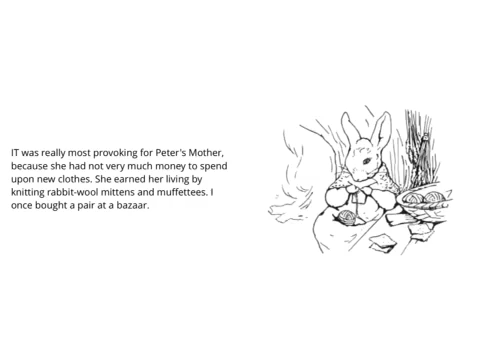 IT was really most provoking for Peter's Mother,
because she had not very much money to spend
upon new clothes. She earned her living by
knitting rabbit-wool mittens and muffettees. I
once bought a pair at a bazaar.